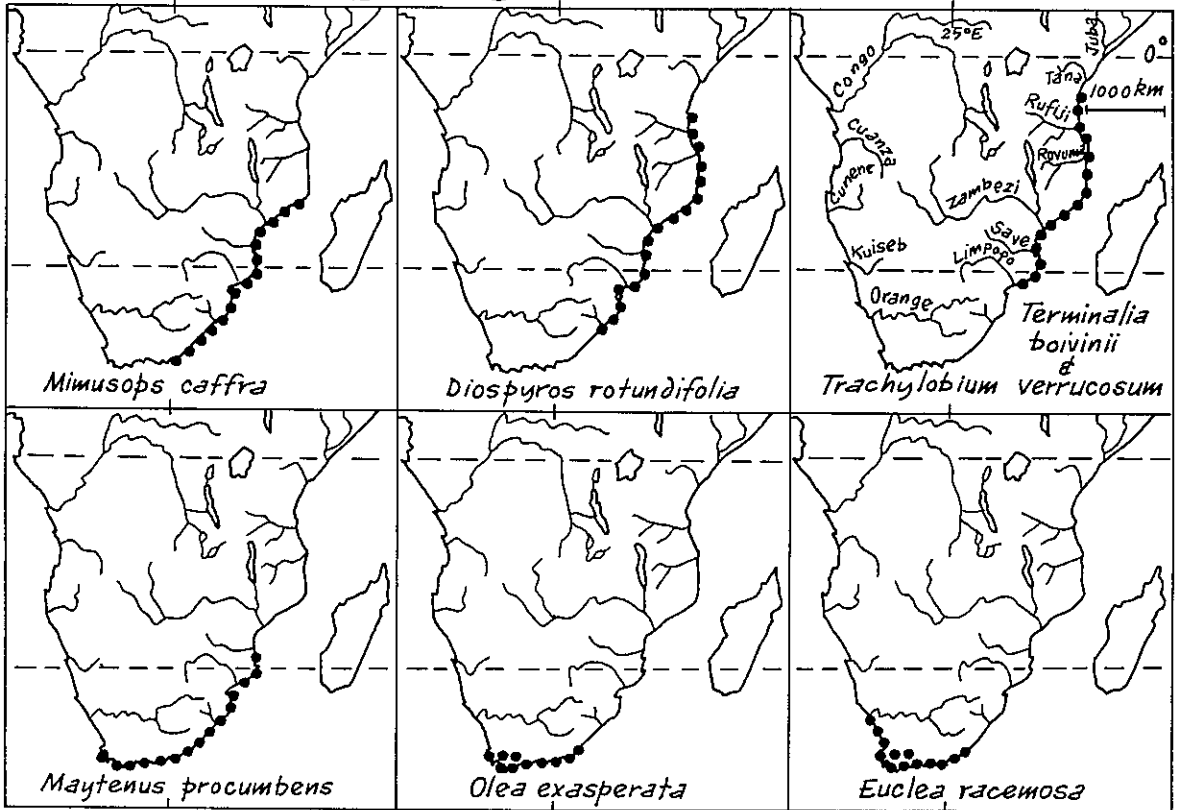 25°E
Juba
0°
Congo
Tana
1000 km
Rufiji
Cuanza
Rovuma
Cunene
Zambezi
Save
Kuiseb
Limpopo
Orange
Terminalia
boivinii
&
Mimusops caffra
Diospyros rotundifolia
Trachylobium verrucosum
Maytenus procumbens
Olea exasperata
Euclea racemosa